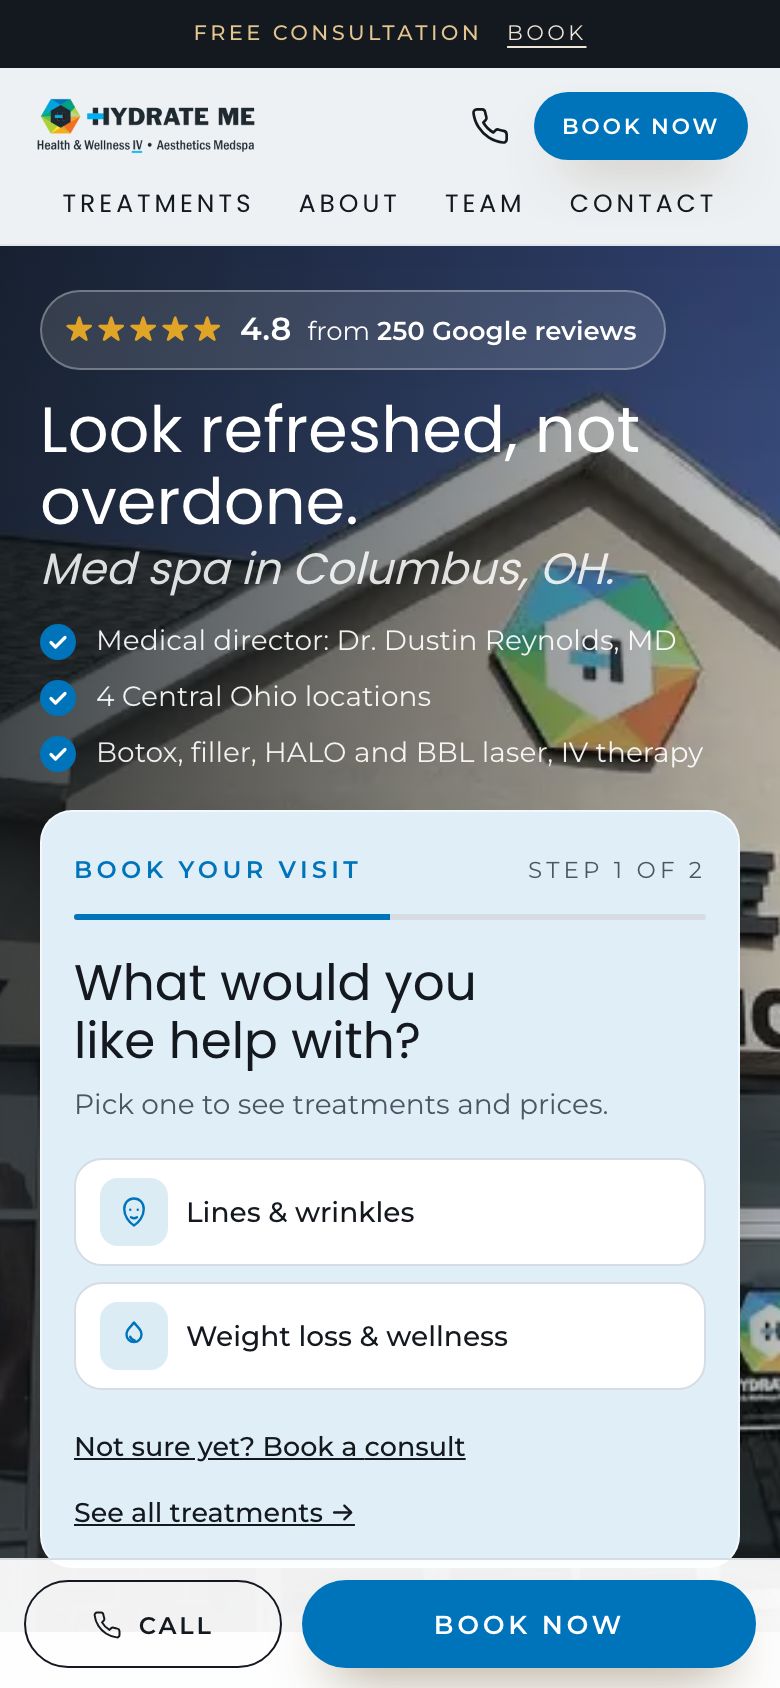 FREE CONSULTATION BOOK
HYDRATE ME
Health & Wellness IV • Aesthetics Medspa
BOOK NOW
TREATMENTS ABOUT TEAM CONTACT
4.8 from 250 Google reviews
Look refreshed, not
overdone.
Med spa in Columbus, OH.
Medical director: Dr. Dustin Reynolds, MD
4 Central Ohio locations
Botox, filler, HALO and BBL laser, IV therapy
BOOK YOUR VISIT STEP 1 OF 2
What would you
like help with?
Pick one to see treatments and prices.
Lines & wrinkles
Weight loss & wellness
Not sure yet? Book a consult
See all treatments →
CALL BOOK NOW